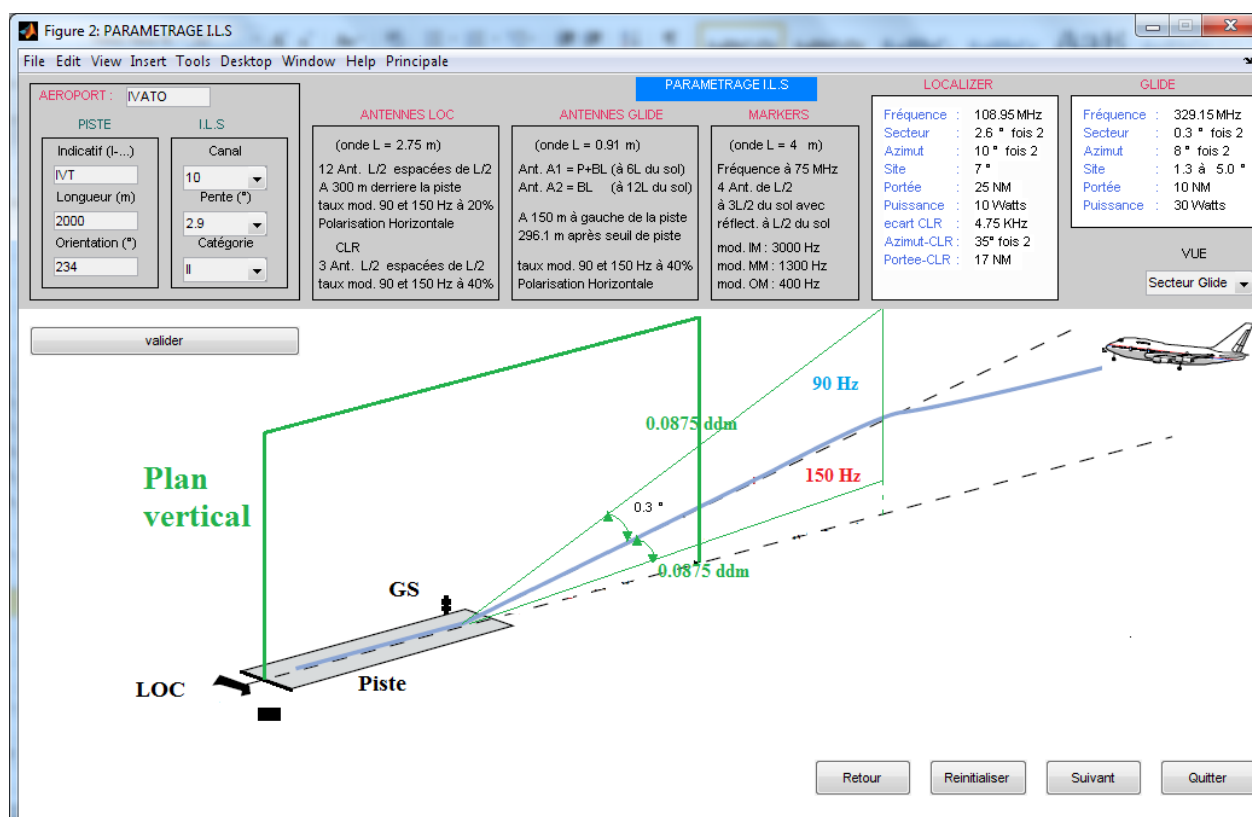 Figure 2: PARAMETRAGE I.L.S
File Edit View Insert Tools Desktop Window Help Principale
PARAMETRAGE I.L.S
AEROPORT : IVATO
PISTE
Indicatif (I-...)
IVT
Longueur (m)
2000
Orientation (°)
234
I.L.S
Canal
10
Pente (°)
2.9
Catégorie
II
ANTENNES LOC
(onde L = 2.75 m)
12 Ant. L/2 espacées de L/2
A 300 m derriere la piste
taux mod. 90 et 150 Hz à 20%
Polarisation Horizontale
CLR
3 Ant. L/2 espacées de L/2
taux mod. 90 et 150 Hz à 40%
ANTENNES GLIDE
(onde L = 0.91 m)
Ant. A1 = P+BL (à 6L du sol)
Ant. A2 = BL (à 12L du sol)
A 150 m à gauche de la piste
296.1 m après seuil de piste
taux mod. 90 et 150 Hz à 40%
Polarisation Horizontale
MARKERS
(onde L = 4 m)
Fréquence à 75 MHz
4 Ant. de L/2
à 3L/2 du sol avec
réflect. à L/2 du sol
mod. IM : 3000 Hz
mod. MM : 1300 Hz
mod. OM : 400 Hz
LOCALIZER
Fréquence : 108.95 MHz
Secteur : 2.6 ° fois 2
Azimut : 10 ° fois 2
Site : 7 °
Portée : 25 NM
Puissance : 10 Watts
ecart CLR : 4.75 KHz
Azimut-CLR : 35° fois 2
Portee-CLR : 17 NM
GLIDE
Fréquence : 329.15 MHz
Secteur : 0.3 ° fois 2
Azimut : 8 ° fois 2
Site : 1.3 à 5.0 °
Portée : 10 NM
Puissance : 30 Watts
VUE
Secteur Glide
valider
90 Hz
0.0875 ddm
150 Hz
Plan
vertical
0.3 °
0.0875 ddm
GS
LOC
Piste
Retour
Reinitialiser
Suivant
Quitter